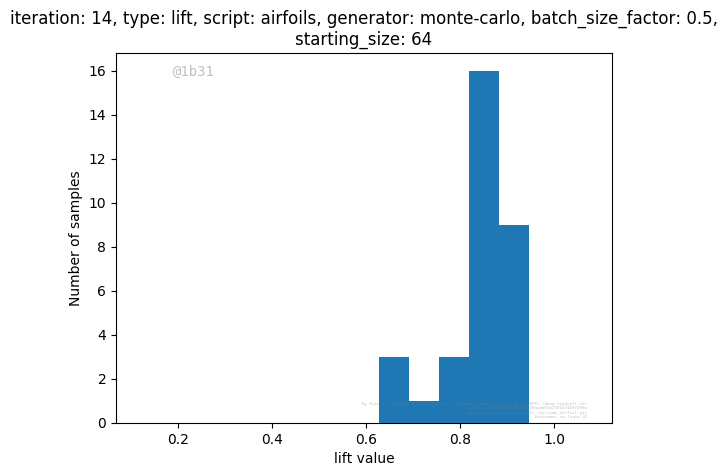 iteration: 14, type: lift, script: airfoils, generator: monte-carlo, batch_size_factor: 0.5,
starting_size: 64
@1b31
16
14
12
10
8
6
4
2
0
Number of samples
0.2 0.4 0.6 0.8 1.0
lift value